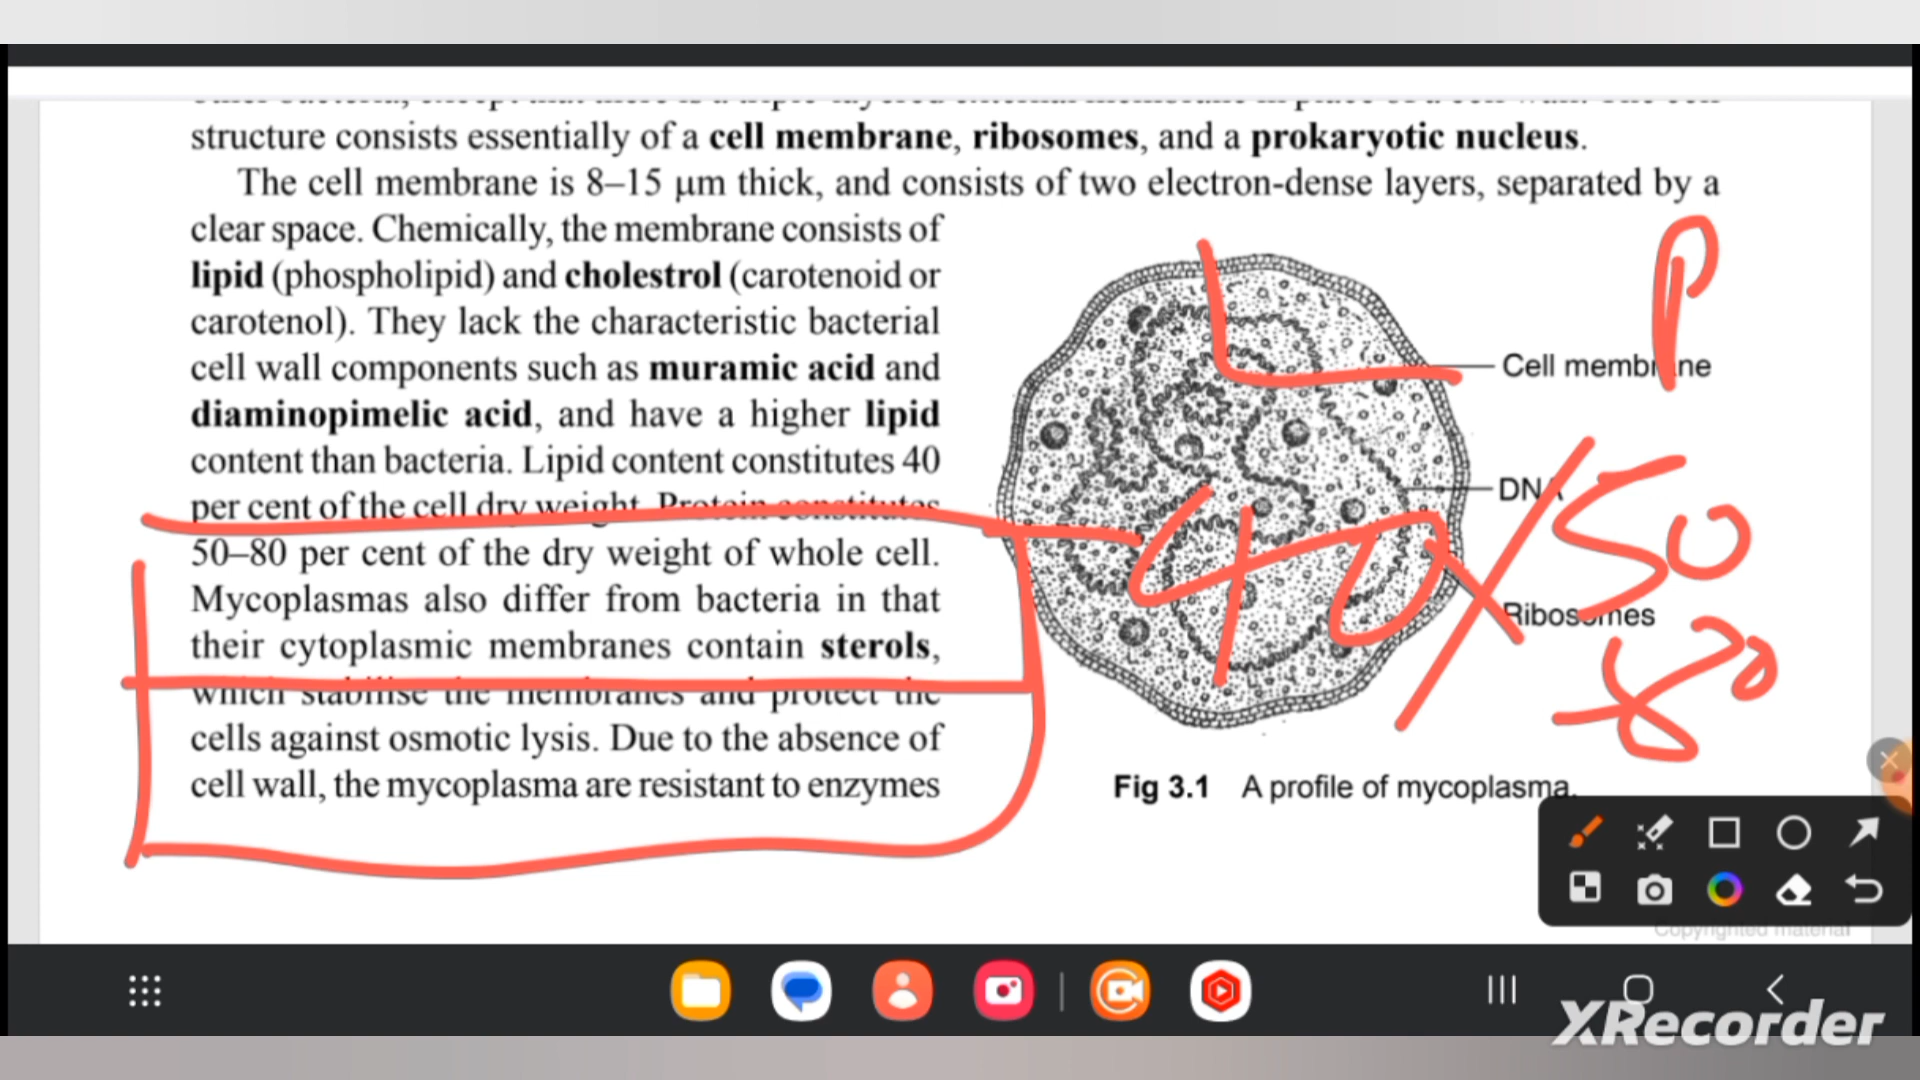 structure consists essentially of a cell membrane, ribosomes, and a prokaryotic nucleus.
The cell membrane is 8–15 μm thick, and consists of two electron-dense layers, separated by a
clear space. Chemically, the membrane consists of
lipid (phospholipid) and cholestrol (carotenoid or
carotenol). They lack the characteristic bacterial
cell wall components such as muramic acid and
diaminopimelic acid, and have a higher lipid
content than bacteria. Lipid content constitutes 40
per cent of the cell dry weight. Protein constitutes
50–80 per cent of the dry weight of whole cell.
Mycoplasmas also differ from bacteria in that
their cytoplasmic membranes contain sterols,
which stabilise the membranes and protect the
cells against osmotic lysis. Due to the absence of
cell wall, the mycoplasma are resistant to enzymes
L
P
Cell membrane
DNA
Ribosomes
40
50
80
Fig 3.1 A profile of mycoplasma.
Copyrighted material
XRecorder